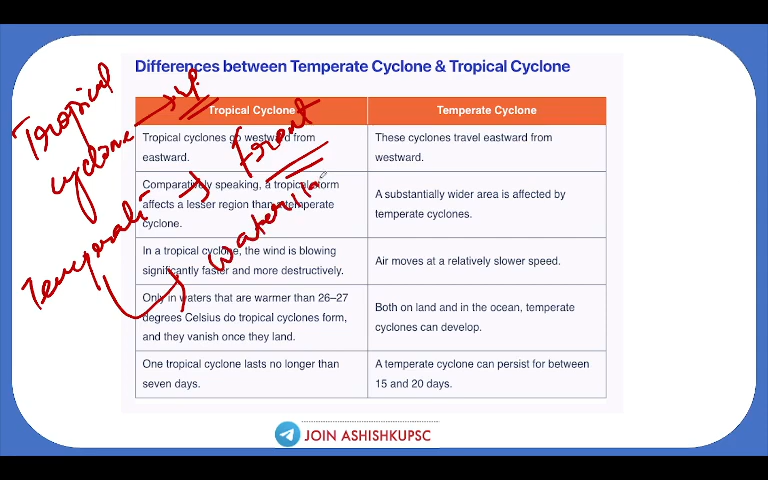 Differences between Temperate Cyclone & Tropical Cyclone
Tropical Cyclone
Temperate Cyclone
Tropical cyclones go westward from
eastward.
These cyclones travel eastward from
westward.
Comparatively speaking, a tropical storm
affects a lesser region than a temperate
cyclone.
A substantially wider area is affected by
temperate cyclones.
In a tropical cyclone, the wind is blowing
significantly faster and more destructively.
Air moves at a relatively slower speed.
Only in waters that are warmer than 26–27
degrees Celsius do tropical cyclones form,
and they vanish once they land.
Both on land and in the ocean, temperate
cyclones can develop.
One tropical cyclone lasts no longer than
seven days.
A temperate cyclone can persist for between
15 and 20 days.
Tropical
cyclone
Front
water
JOIN ASHISHKUPSC